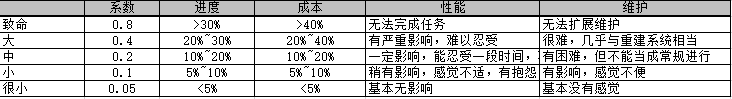 系数 进度 成本 性能 维护
致命 0.8 >30% >40% 无法完成任务 无法扩展维护
大 0.4 20%~30% 20%~40% 有严重影响，难以忍受 很难，几乎与重建系统相当
中 0.2 10%~20% 10%~20% 一定影响，能忍受一段时间， 有困难，但不能当成常规进行
小 0.1 5%~10% 5%~10% 稍有影响，感觉不适，有抱怨 有影响，感觉不便
很小 0.05 <5% <5% 基本无影响 基本没有感觉